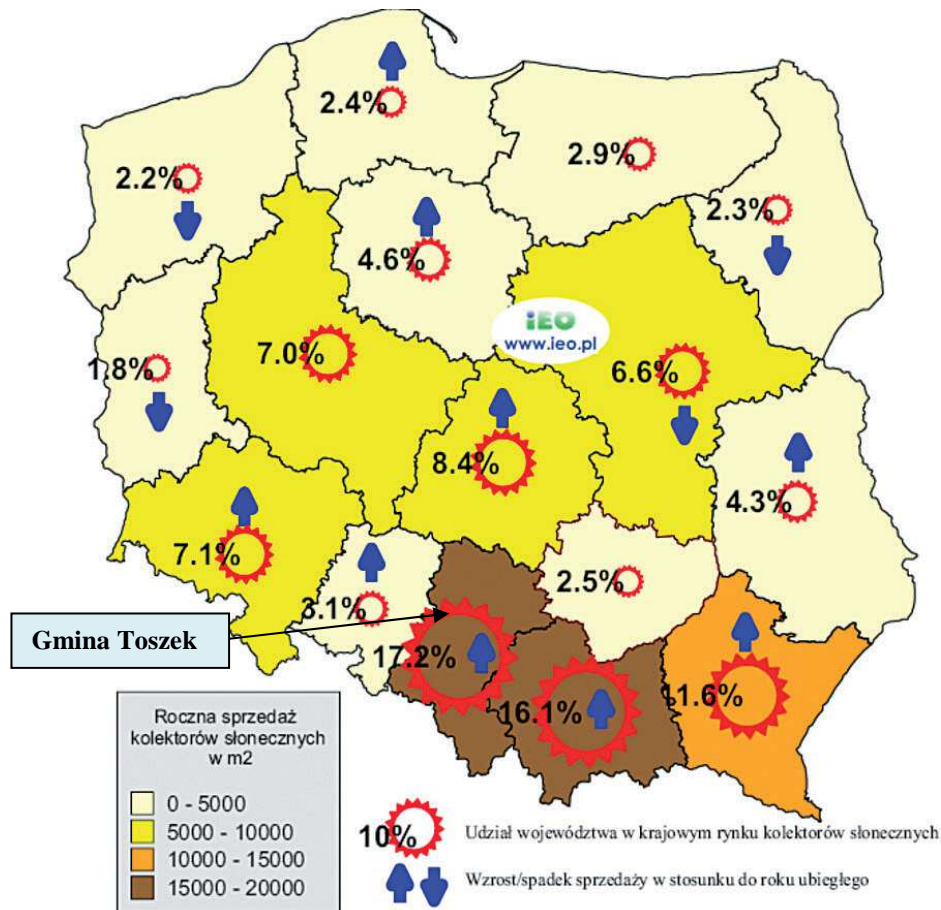 2.4%
2.9%
2.2%
2.3%
4.6%
iEO
www.ieo.pl
7.0%
1.8%
6.6%
8.4%
4.3%
7.1%
2.5%
3.1%
Gmina Toszek
17.2%
16.1%
11.6%
Roczna sprzedaż
kolektorów słonecznych
w m2
0 - 5000
5000 - 10000
10000 - 15000
15000 - 20000
10%
Udział województwa w krajowym rynku kolektorów słonecznych
Wzrost/spadek sprzedaży w stosunku do roku ubiegłego